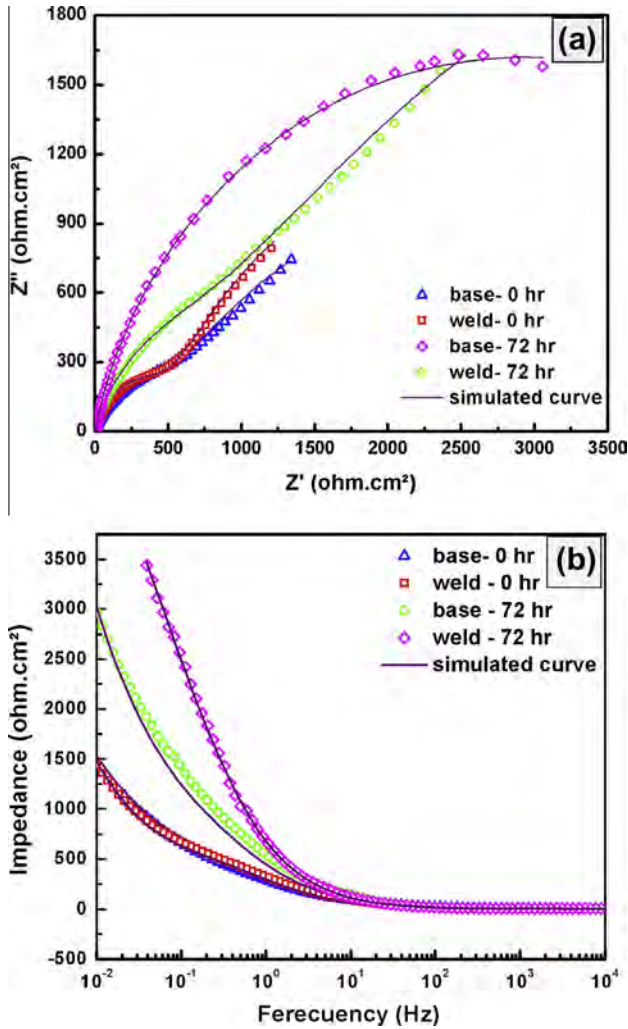 (a)
1800
1500
1200
900
600
300
0
Z'' (ohm.cm²)
base- 0 hr
weld- 0 hr
base- 72 hr
weld- 72 hr
simulated curve
0 500 1000 1500 2000 2500 3000 3500
Z' (ohm.cm²)
(b)
3500
3000
2500
2000
1500
1000
500
0
-500
Impedance (ohm.cm²)
base- 0 hr
weld - 0 hr
base - 72 hr
weld - 72 hr
simulated curve
10⁻² 10⁻¹ 10⁰ 10¹ 10² 10³ 10⁴
Ferecuency (Hz)